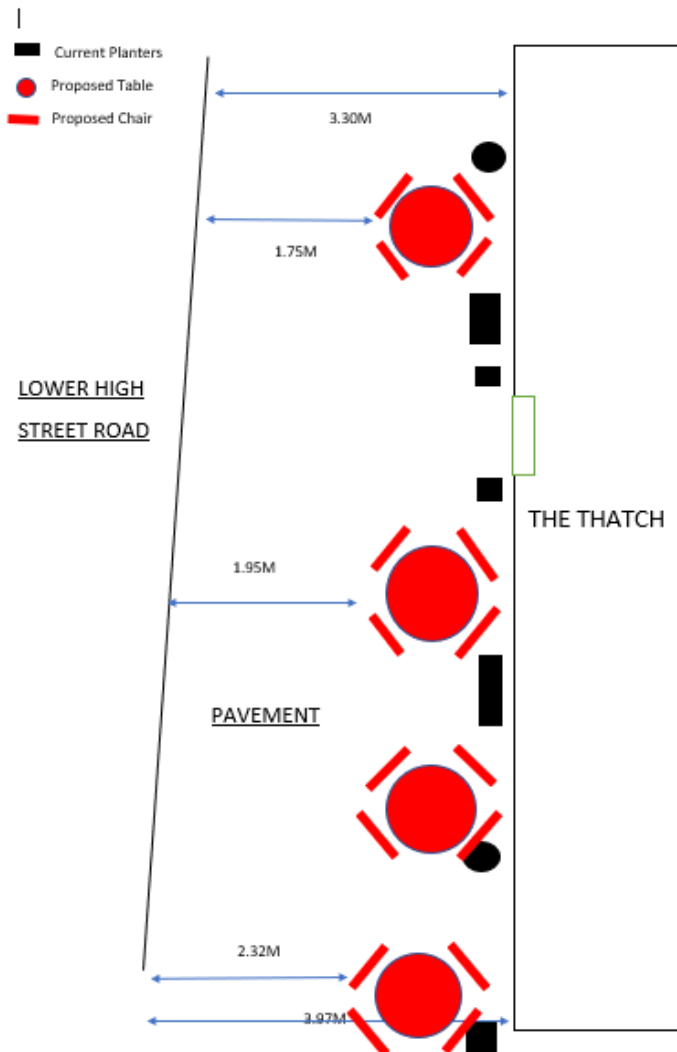 Current Planters
Proposed Table
Proposed Chair
3.30M
1.75M
LOWER HIGH
STREET ROAD
THE THATCH
1.95M
PAVEMENT
2.32M
3.97M